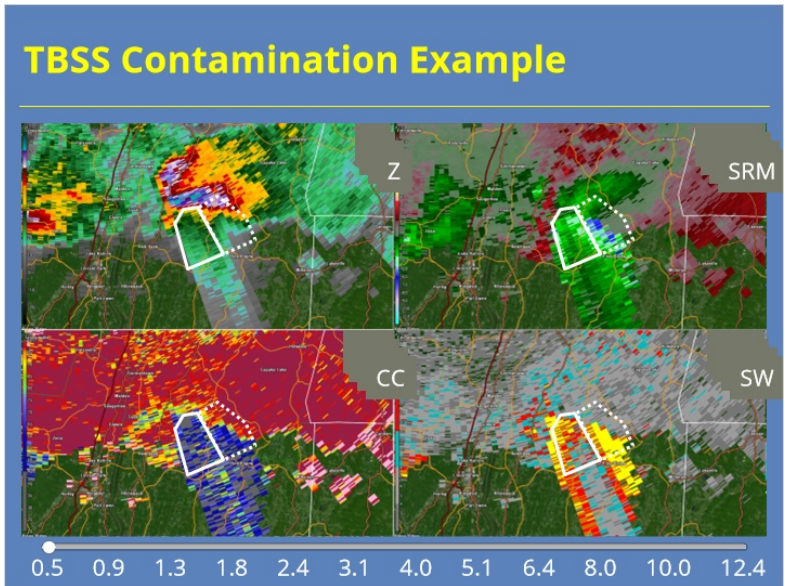 TBSS Contamination Example
Z
SRM
CC
SW
0.5 0.9 1.3 1.8 2.4 3.1 4.0 5.1 6.4 8.0 10.0 12.4